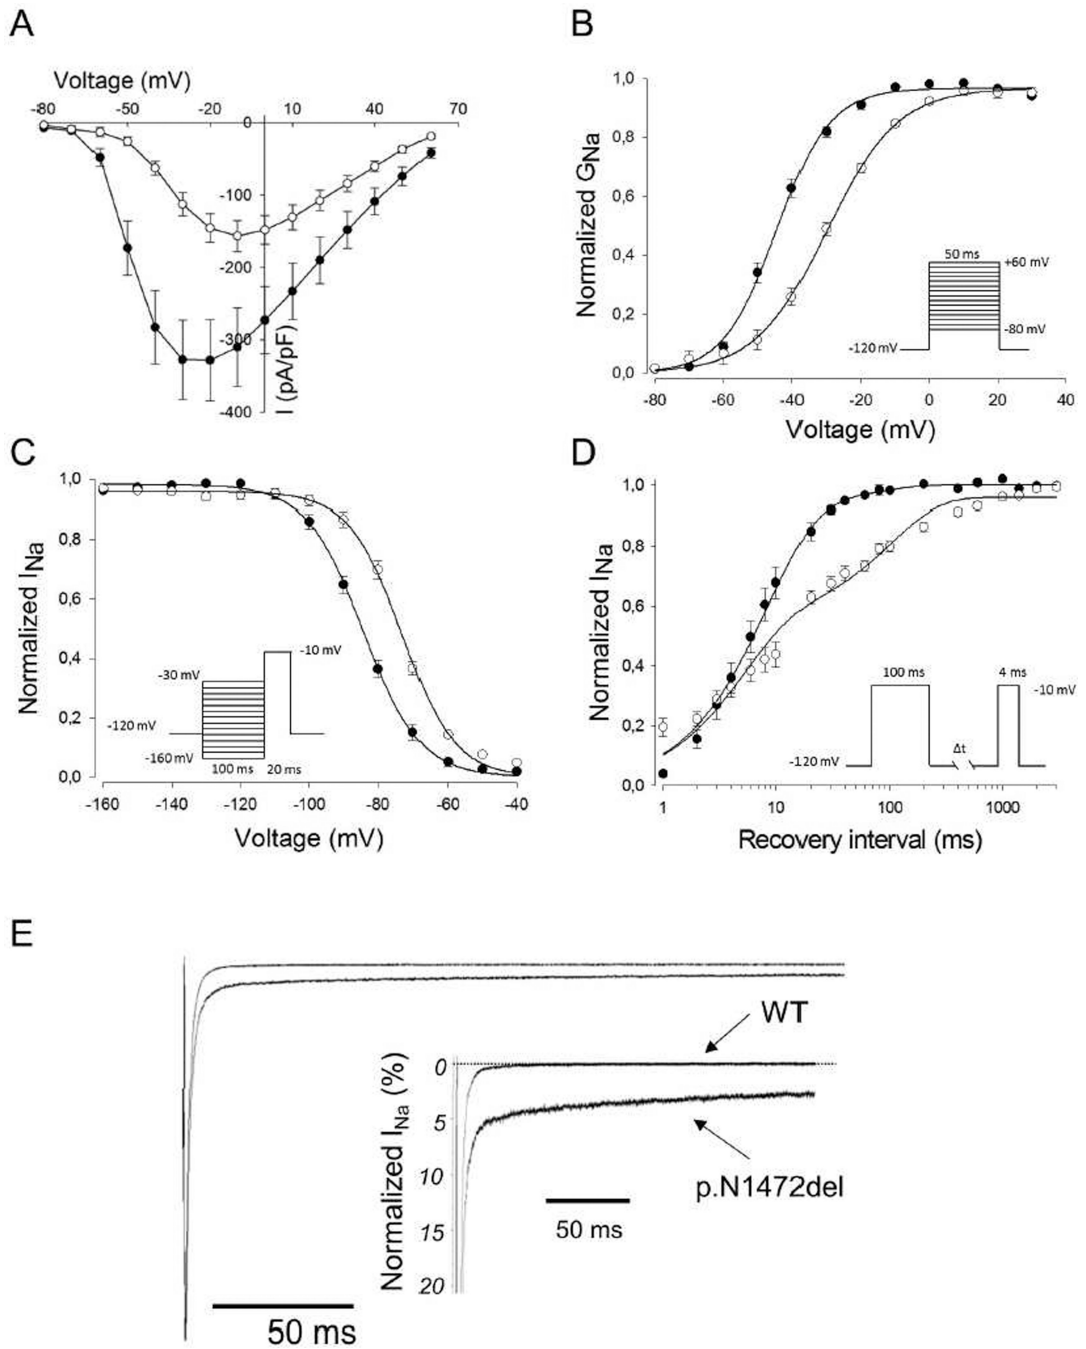 A
Voltage (mV)
-80 -50 -20 10 40 70
0
-100
-200
-300
-400
I (pA/pF)
B
Normalized GNa
1,0
0,8
0,6
0,4
0,2
0,0
-80 -60 -40 -20 0 20 40
Voltage (mV)
50 ms
+60 mV
-80 mV
-120 mV
C
Normalized INa
1,0
0,8
0,6
0,4
0,2
0,0
-160 -140 -120 -100 -80 -60 -40
Voltage (mV)
-10 mV
-30 mV
-120 mV
-160 mV
100 ms 20 ms
D
Normalized INa
1,0
0,8
0,6
0,4
0,2
0,0
1 10 100 1000
Recovery interval (ms)
100 ms 4 ms
-10 mV
-120 mV
Δt
E
WT
Normalized INa (%)
0
5
10
15
20
p.N1472del
50 ms
50 ms